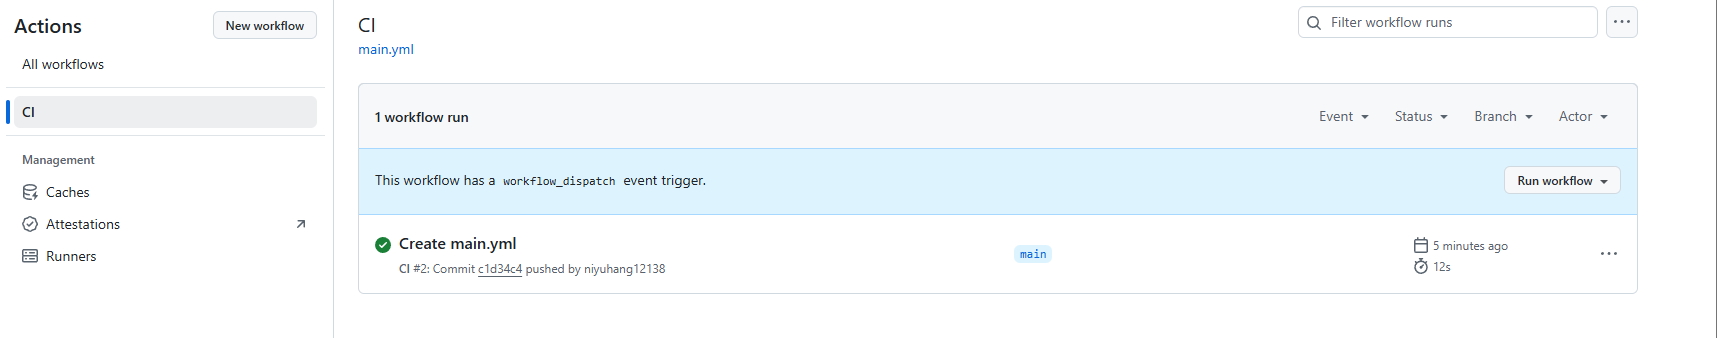 Actions
New workflow
All workflows
CI
Management
Caches
Attestations
Runners
CI
main.yml
Filter workflow runs
1 workflow run
Event
Status
Branch
Actor
This workflow has a workflow_dispatch event trigger.
Run workflow
Create main.yml
CI #2: Commit c1d34c4 pushed by niyuhang12138
main
5 minutes ago
12s